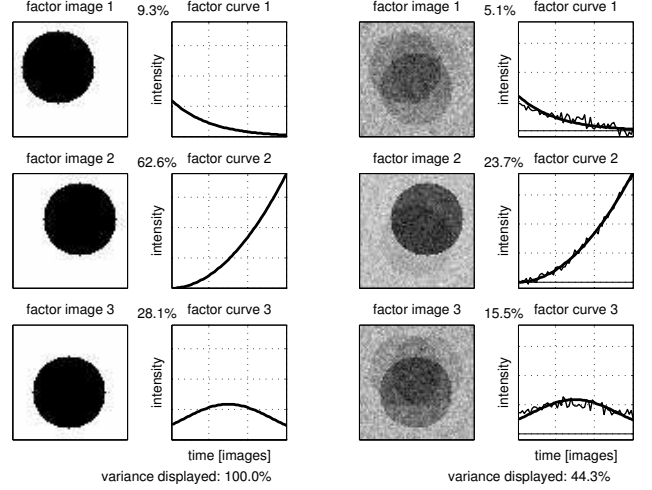 factor image 1 9.3% factor curve 1
intensity
factor image 2 62.6% factor curve 2
intensity
factor image 3 28.1% factor curve 3
intensity
time [images]
variance displayed: 100.0%
factor image 1 5.1% factor curve 1
intensity
factor image 2 23.7% factor curve 2
intensity
factor image 3 15.5% factor curve 3
intensity
time [images]
variance displayed: 44.3%